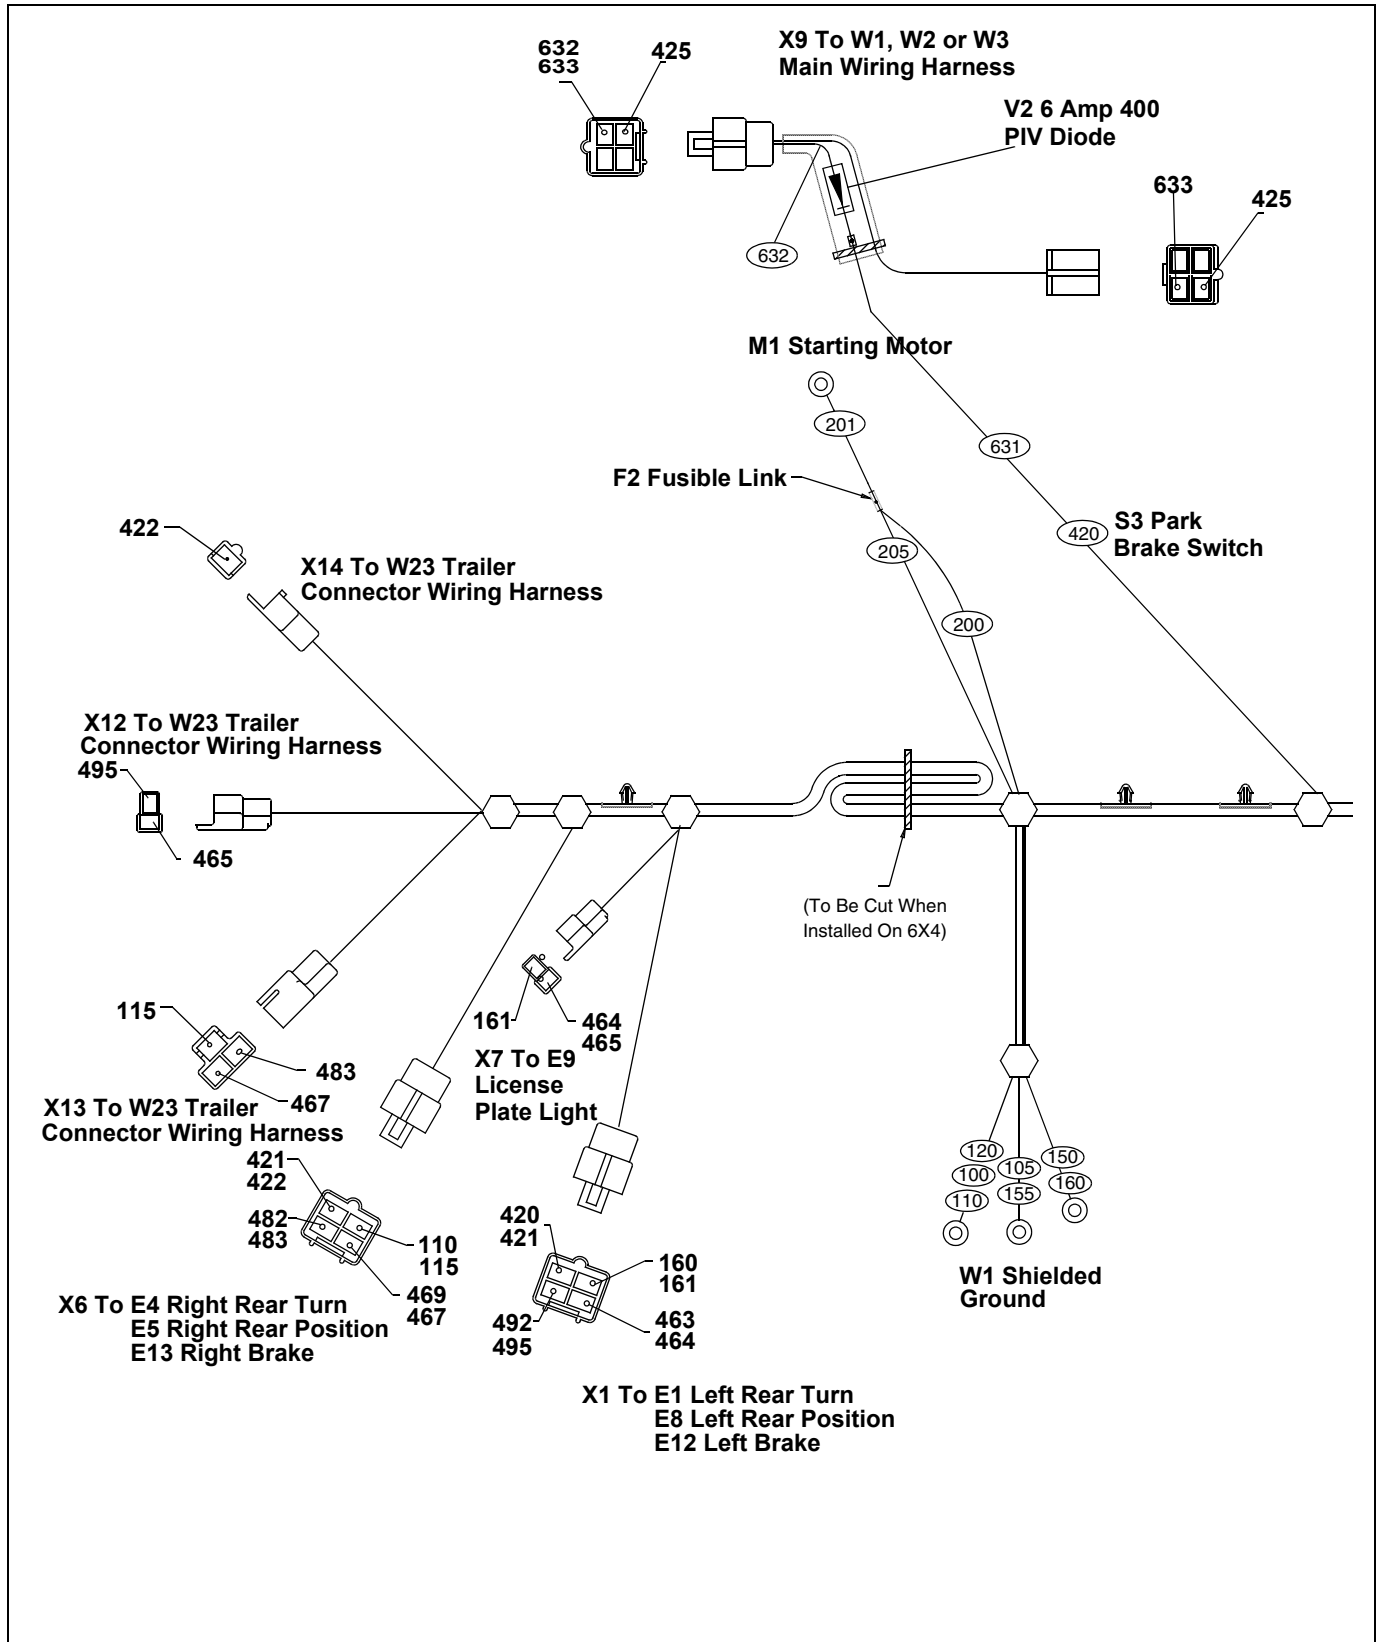 X9 To W1, W2 or W3
Main Wiring Harness
632
633
425
V2 6 Amp 400
PIV Diode
633
425
632
M1 Starting Motor
201
631
F2 Fusible Link
422
420
S3 Park
Brake Switch
205
X14 To W23 Trailer
Connector Wiring Harness
200
X12 To W23 Trailer
Connector Wiring Harness
495
465
(To Be Cut When
Installed On 6X4)
115
161
464
465
483
467
X7 To E9
License
Plate Light
X13 To W23 Trailer
Connector Wiring Harness
120
100
110
105
155
150
160
421
422
482
483
110
115
469
467
420
421
160
161
492
495
463
464
W1 Shielded
Ground
X6 To E4 Right Rear Turn
E5 Right Rear Position
E13 Right Brake
X1 To E1 Left Rear Turn
E8 Left Rear Position
E12 Left Brake